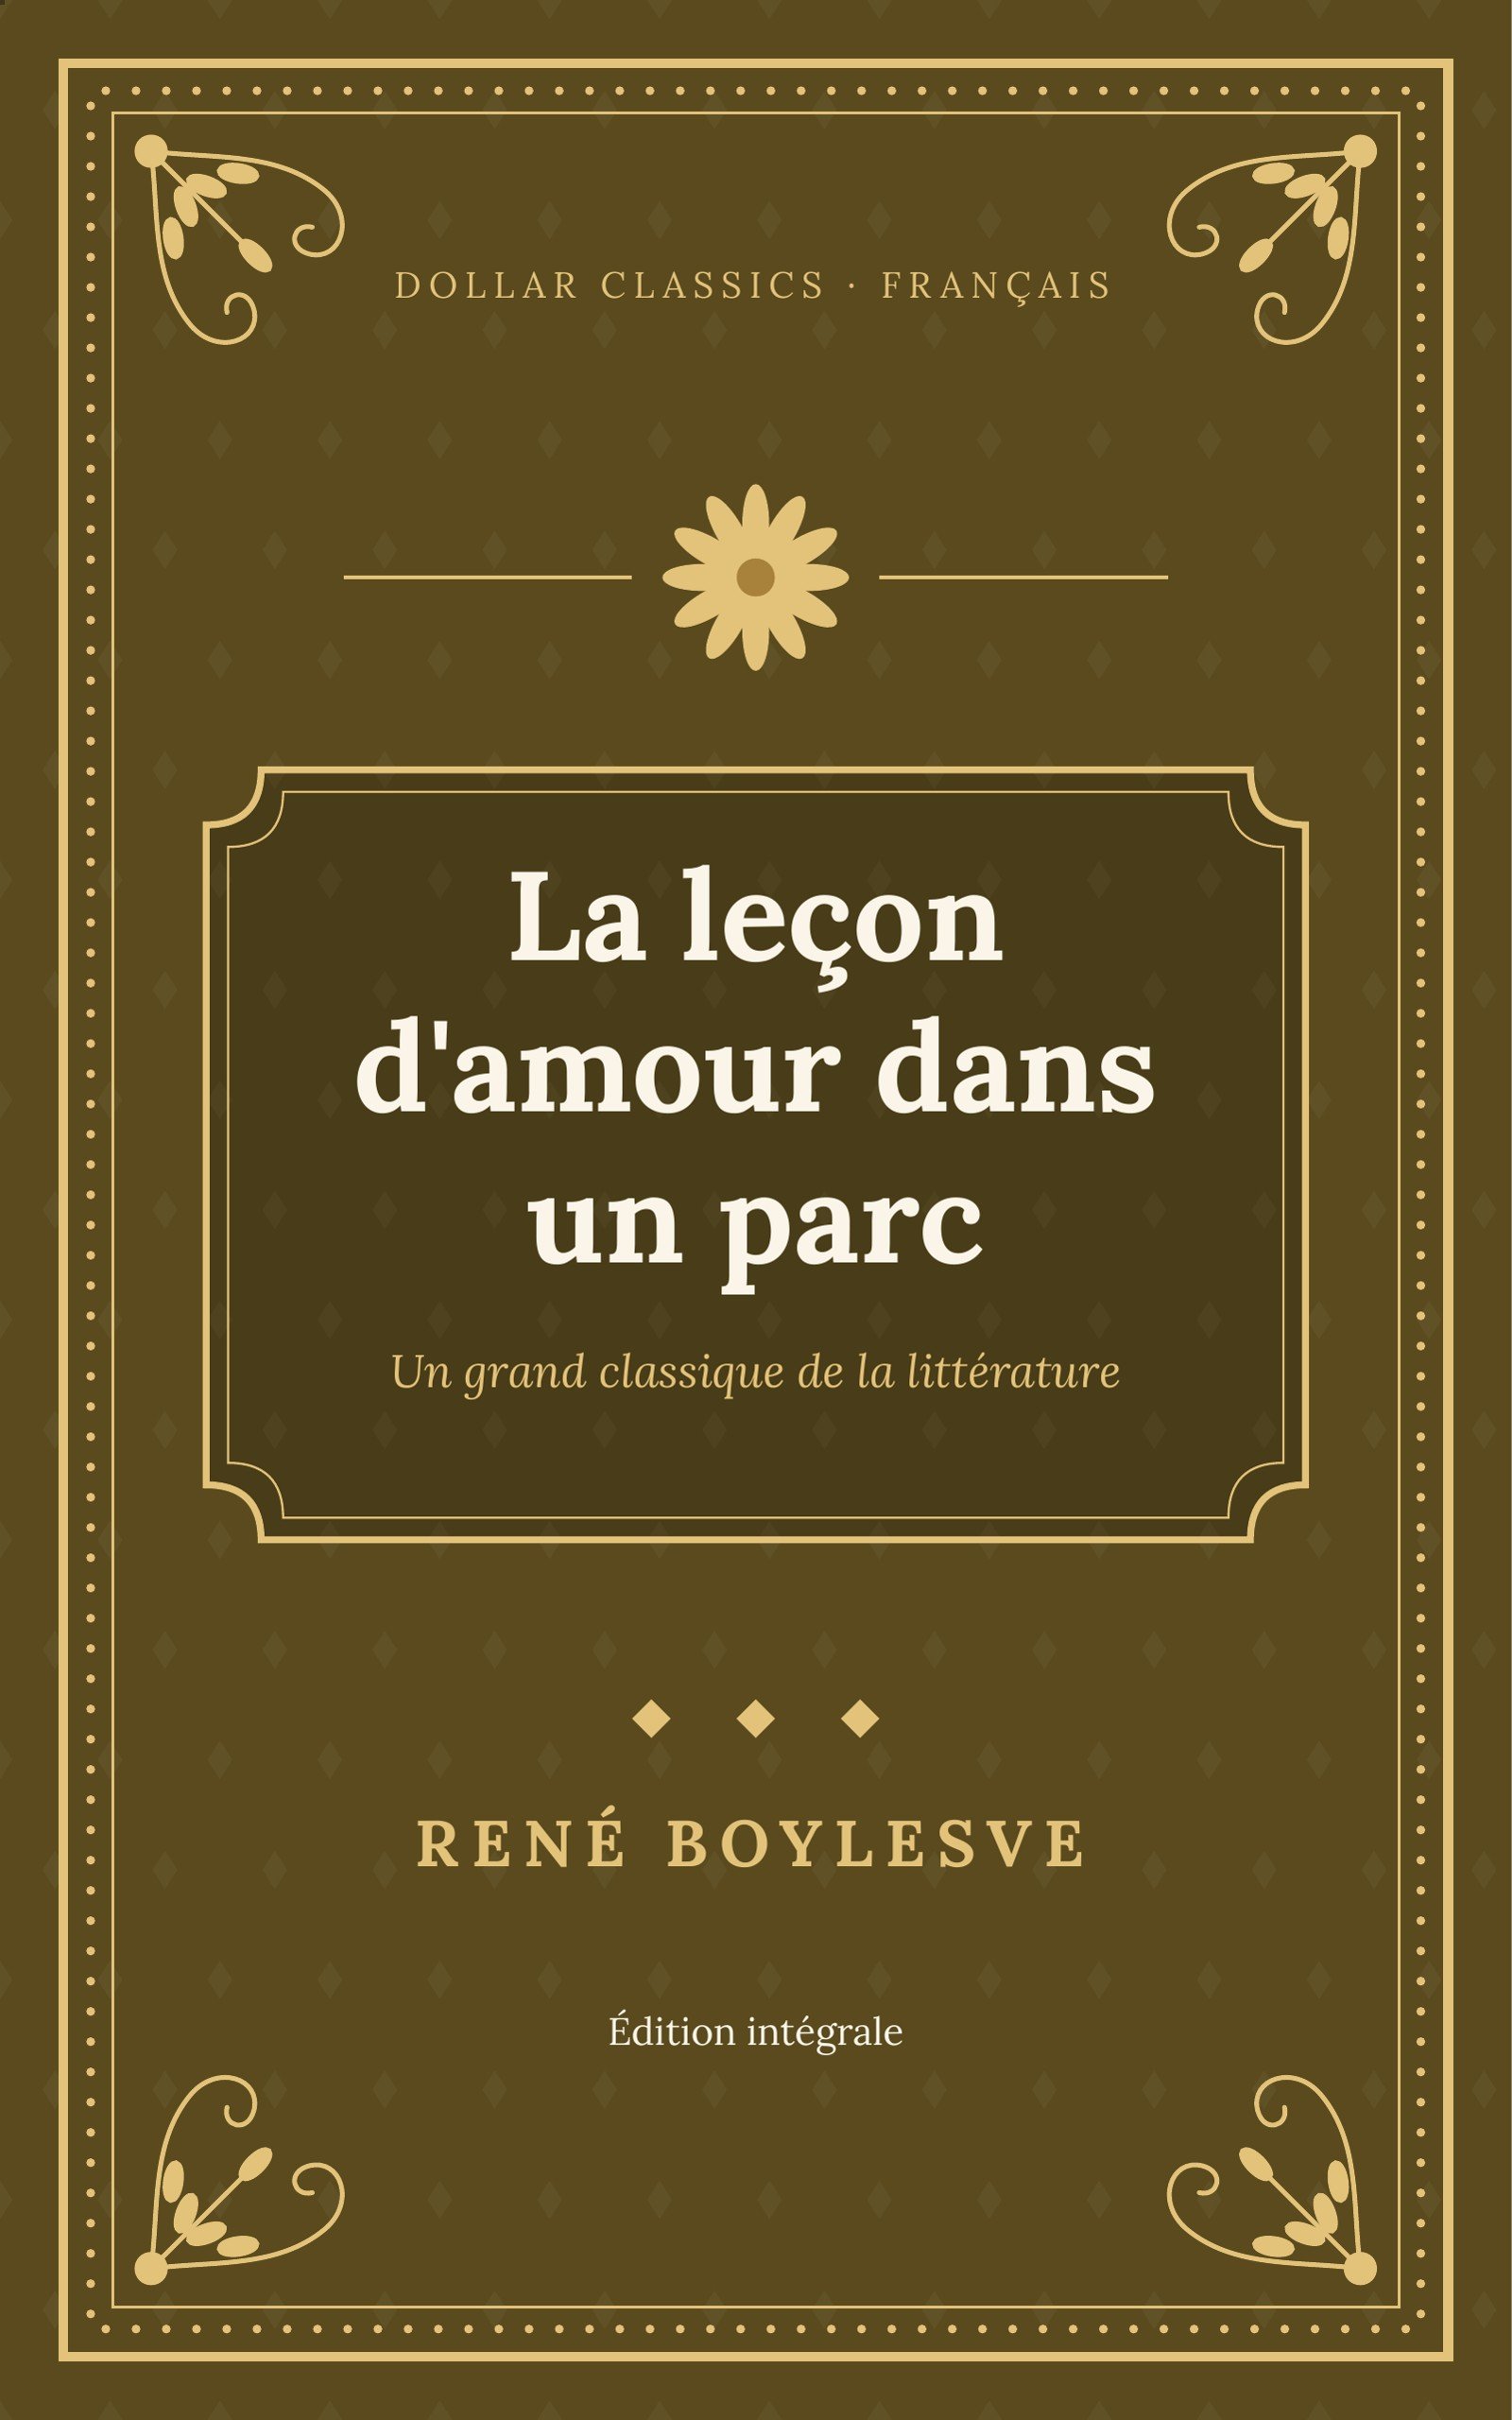 DOLLAR CLASSICS · FRANÇAIS
La leçon
d'amour dans
un parc
Un grand classique de la littérature
RENÉ BOYLESVE
Édition intégrale